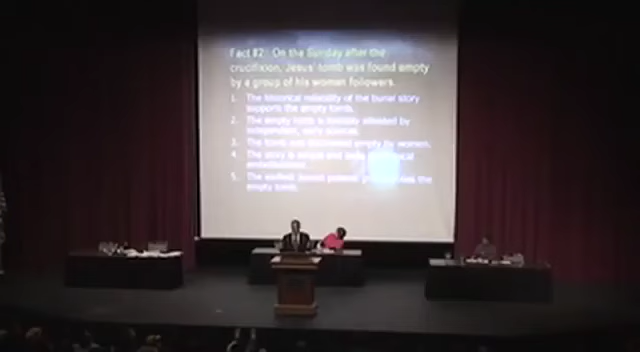 Fact #2: On the Sunday after the
crucifixion, Jesus' tomb was found empty
by a group of his women followers.
1. The historical reliability of the burial story
supports the empty tomb.
2. The empty tomb is multiply attested by
independent, early sources.
3. The tomb was discovered empty by women.
4. The story is simple and lacks
5. The earliest Jewish the
empty tomb.